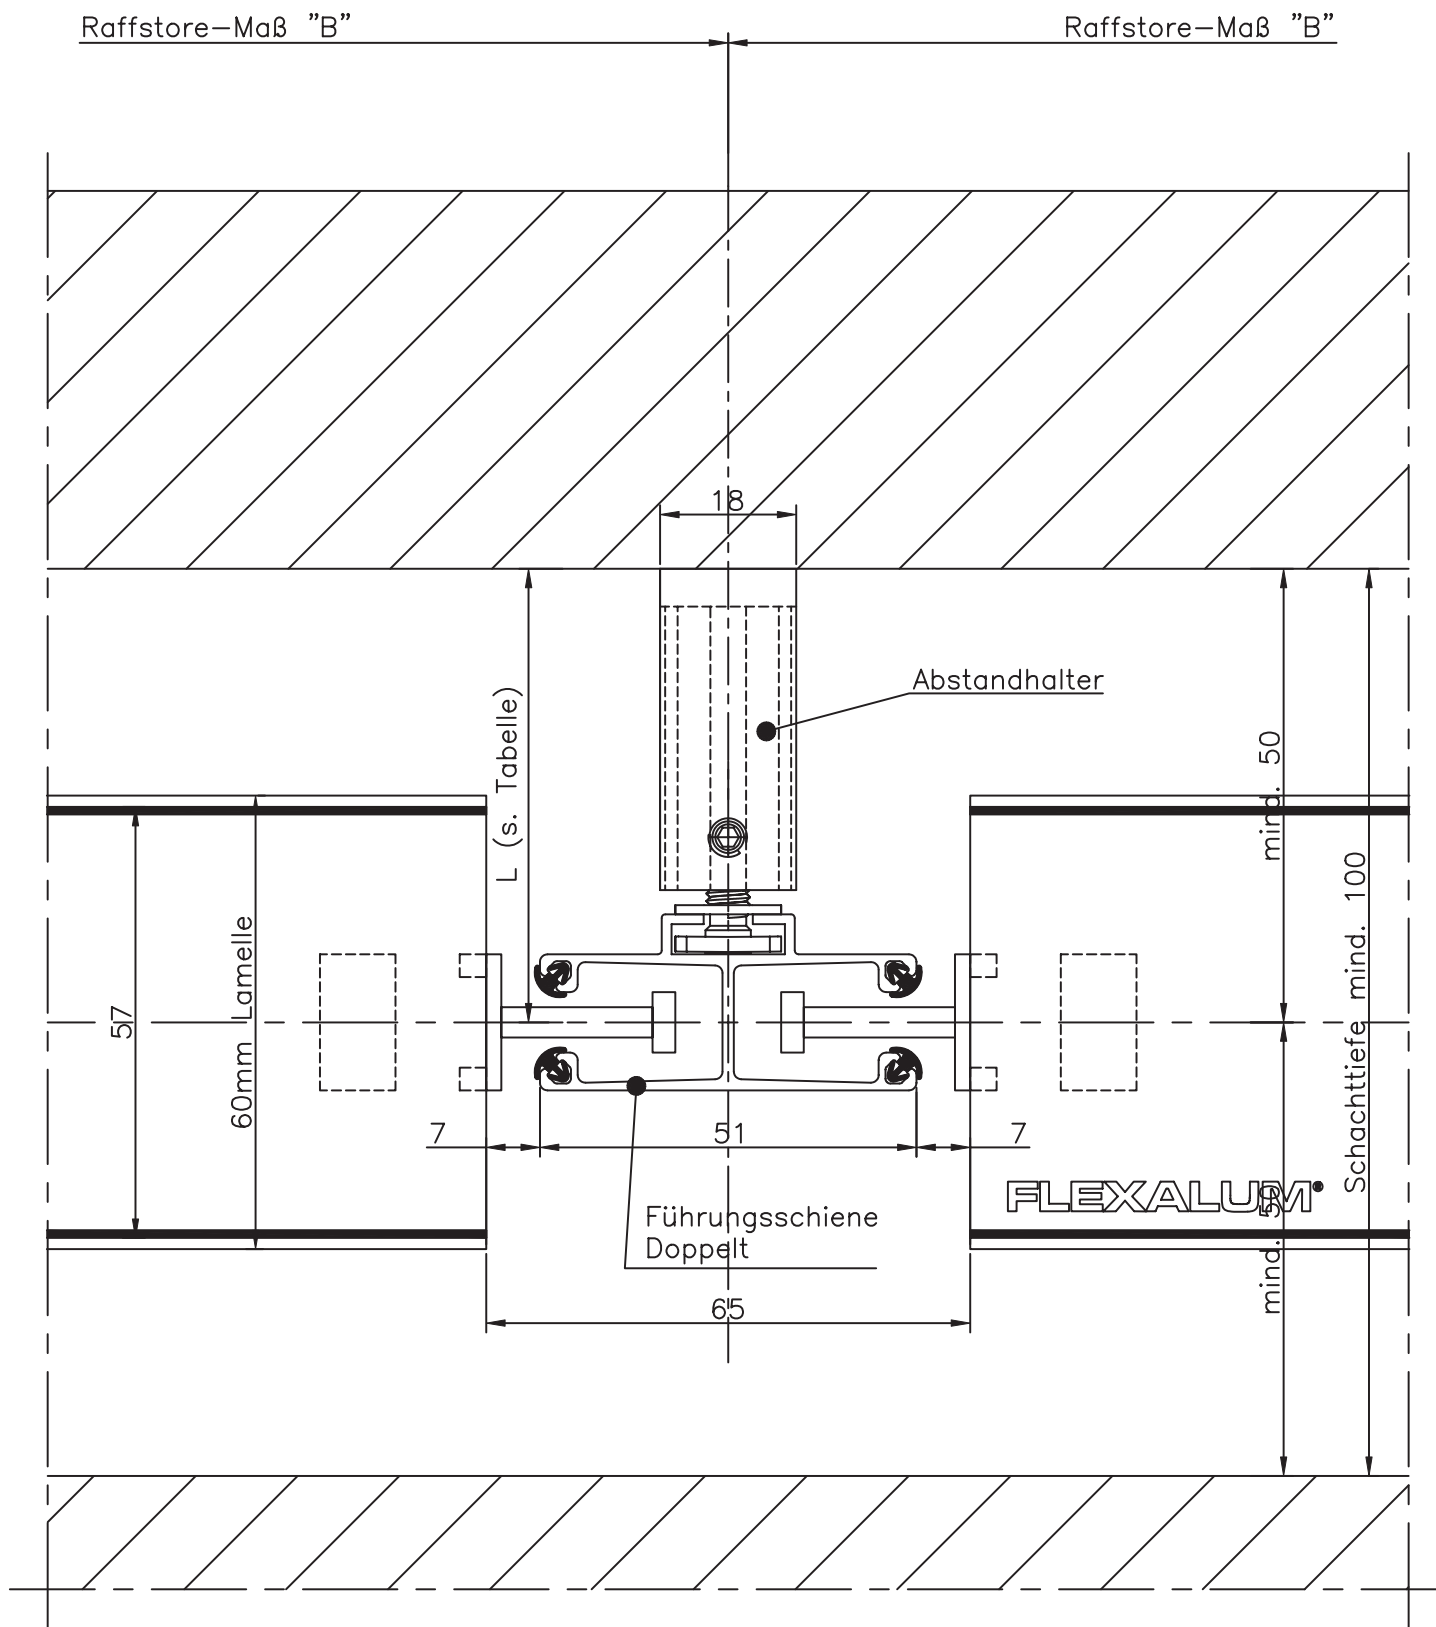 Raffstore-Maß "B"
Raffstore-Maß "B"
18
Abstandhalter
L (s. Tabelle)
mind. 50
Schachttiefe mind. 100
57
60mm Lamelle
7
51
7
FLEXALUM®
mind. 50
Führungsschiene
Doppelt
65